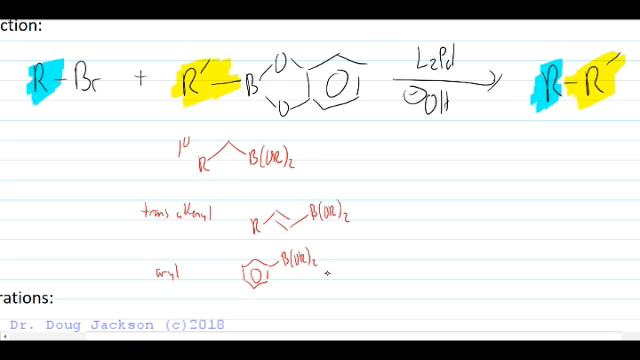 ction:
R - Br + R' - B O O L2Pd ⊖OH R - R'
1° R B(OR)2
trans alkenyl R B(OR)2
aryl B(OR)2
rations:
Dr. Doug Jackson (c)2018